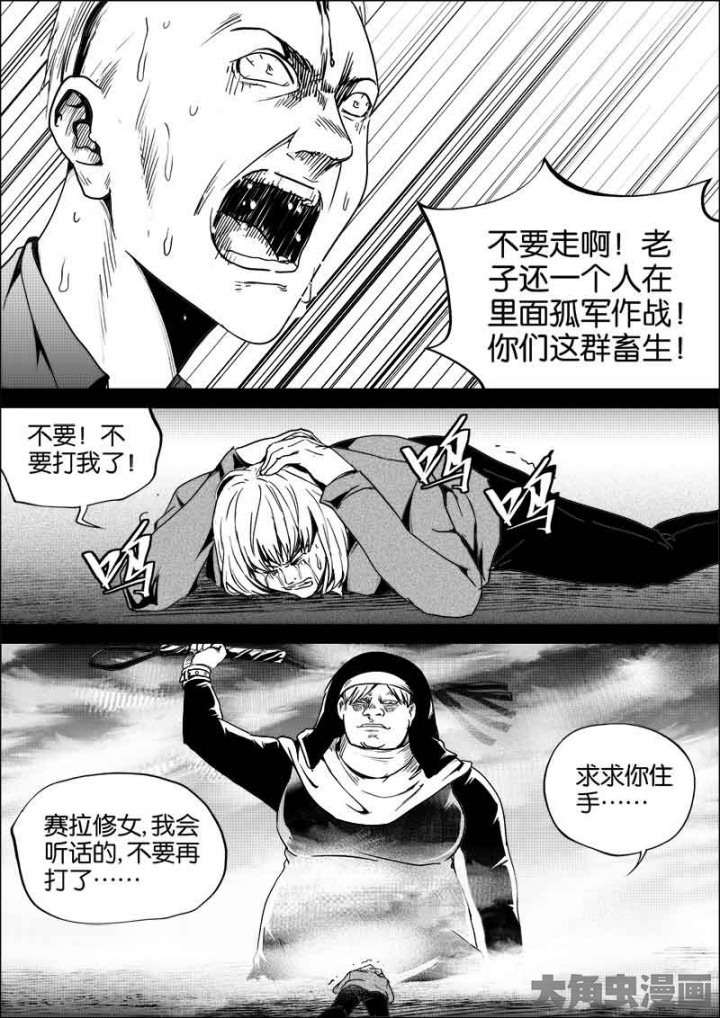 不要走啊！老
子还一个人在
里面孤军作战！
你们这群畜生！
不要！不
要打我了！
呜
呜
呜
呜
求求你住
手……
赛拉修女,我会
听话的,不要再
打了……
大角虫漫画